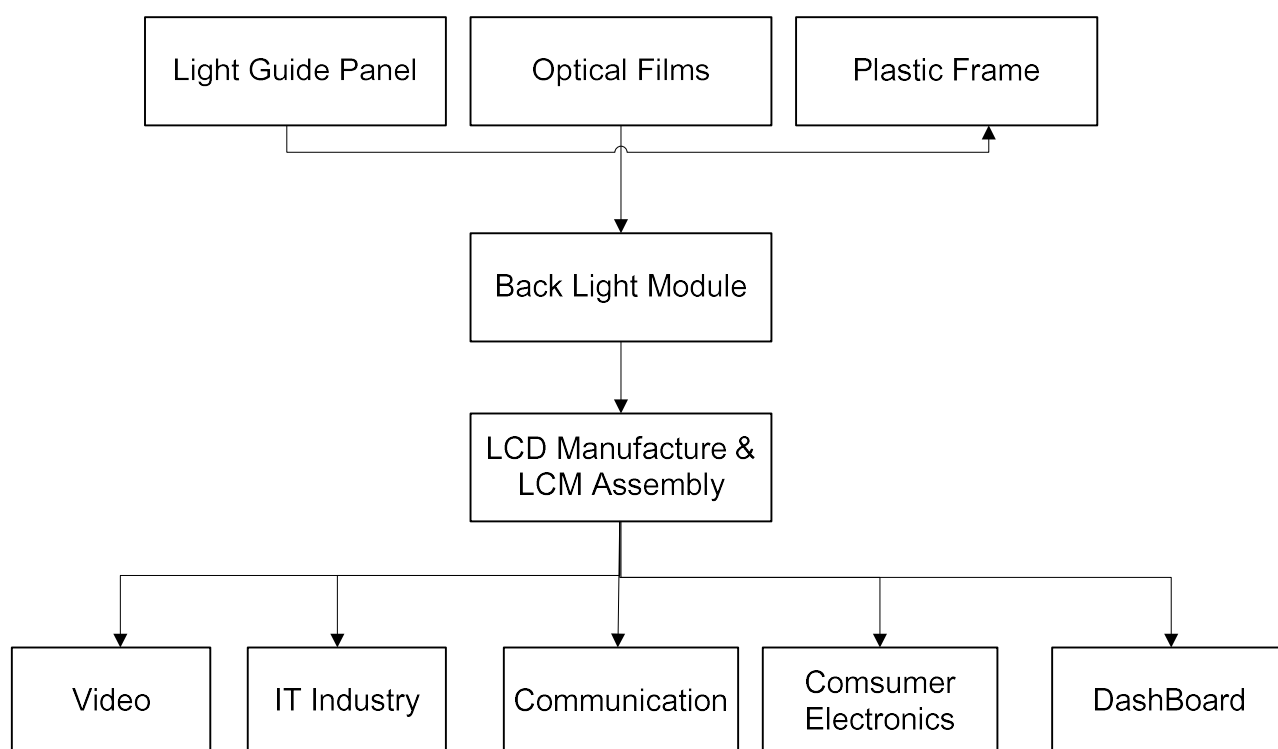 Light Guide Panel
Optical Films
Plastic Frame
Back Light Module
LCD Manufacture &
LCM Assembly
Video
IT Industry
Communication
Comsumer
Electronics
DashBoard